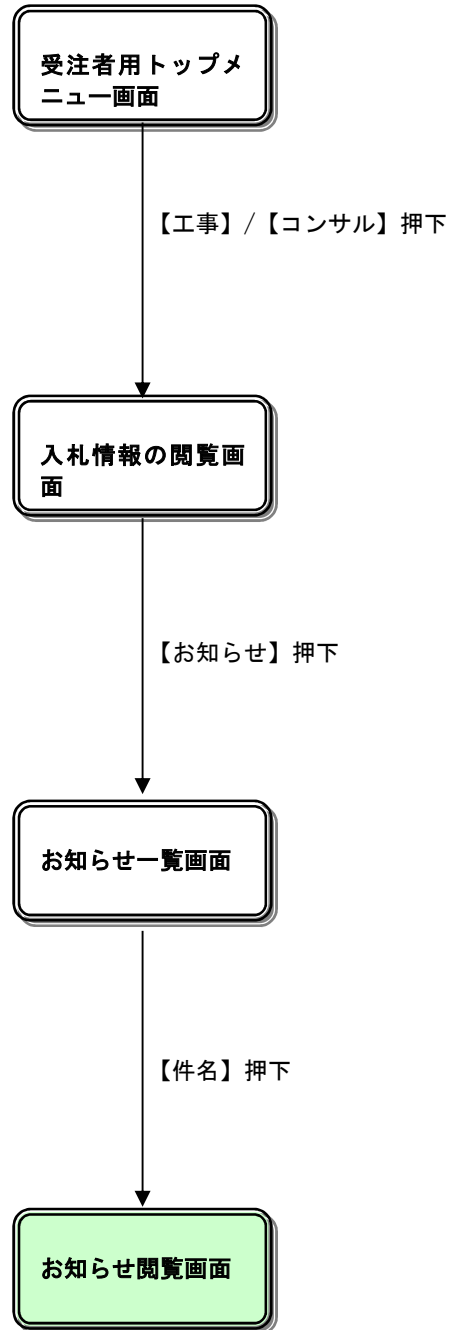 受注者用トップメ
ニュー画面
【工事】/【コンサル】押下
入札情報の閲覧画
面
【お知らせ】押下
お知らせ一覧画面
【件名】押下
お知らせ閲覧画面